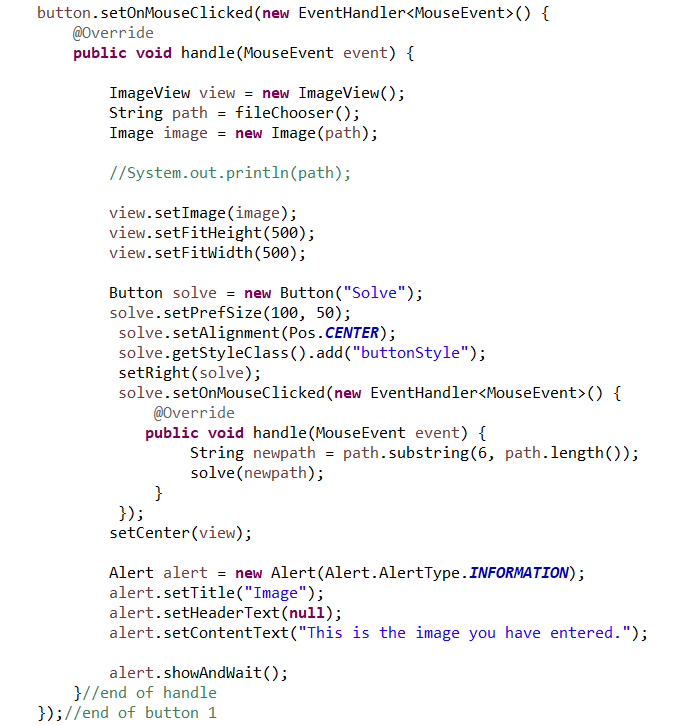 button.setOnMouseClicked(new EventHandler<MouseEvent>() {
    @Override
    public void handle(MouseEvent event) {

        ImageView view = new ImageView();
        String path = fileChooser();
        Image image = new Image(path);

        //System.out.println(path);

        view.setImage(image);
        view.setFitHeight(500);
        view.setFitWidth(500);

        Button solve = new Button("Solve");
        solve.setPrefSize(100, 50);
         solve.setAlignment(Pos.CENTER);
         solve.getStyleClass().add("buttonStyle");
         setRight(solve);
         solve.setOnMouseClicked(new EventHandler<MouseEvent>() {
             @Override
            public void handle(MouseEvent event) {
                 String newpath = path.substring(6, path.length());
                 solve(newpath);
             }
         });
        setCenter(view);

        Alert alert = new Alert(Alert.AlertType.INFORMATION);
        alert.setTitle("Image");
        alert.setHeaderText(null);
        alert.setContentText("This is the image you have entered.");

        alert.showAndWait();
    }//end of handle
});//end of button 1